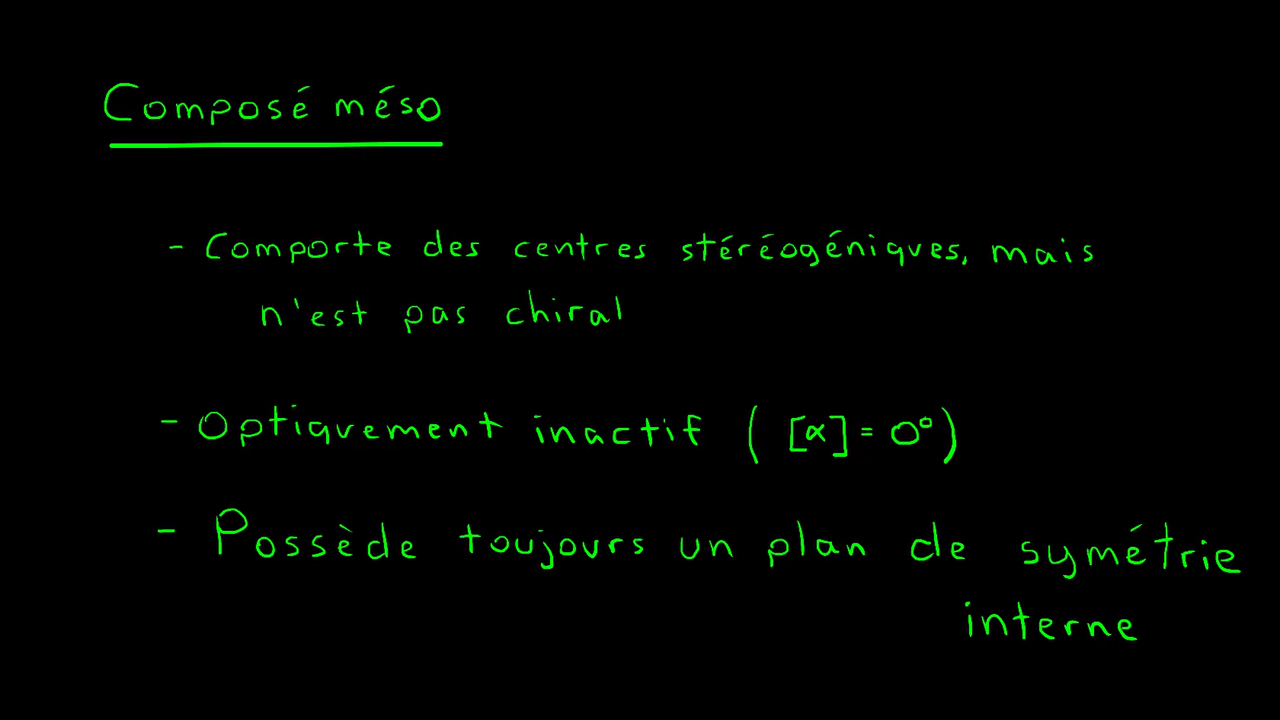 Composé méso
- Comporte des centres stéréogéniques, mais
n'est pas chiral
- Optiquement inactif ( [α] = 0° )
- Possède toujours un plan de symétrie
interne